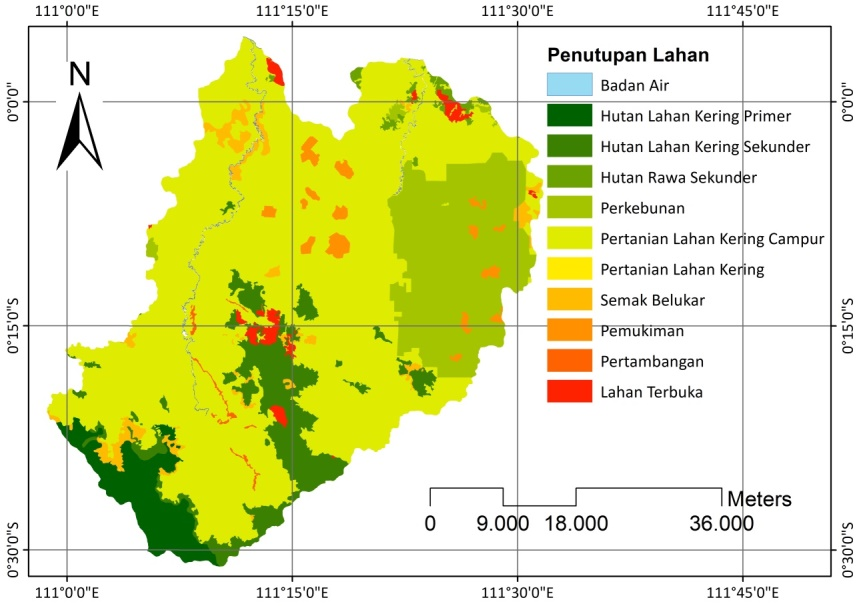 111°0'0"E 111°15'0"E 111°30'0"E 111°45'0"E
N
Penutupan Lahan
Badan Air
Hutan Lahan Kering Primer
Hutan Lahan Kering Sekunder
Hutan Rawa Sekunder
Perkebunan
Pertanian Lahan Kering Campur
Pertanian Lahan Kering
Semak Belukar
Pemukiman
Pertambangan
Lahan Terbuka
0°0'0" 0°0'0"
0°15'0"S 0°15'0"S
0°30'0"S 0°30'0"S
Meters
0 9.000 18.000 36.000
111°0'0"E 111°15'0"E 111°30'0"E 111°45'0"E